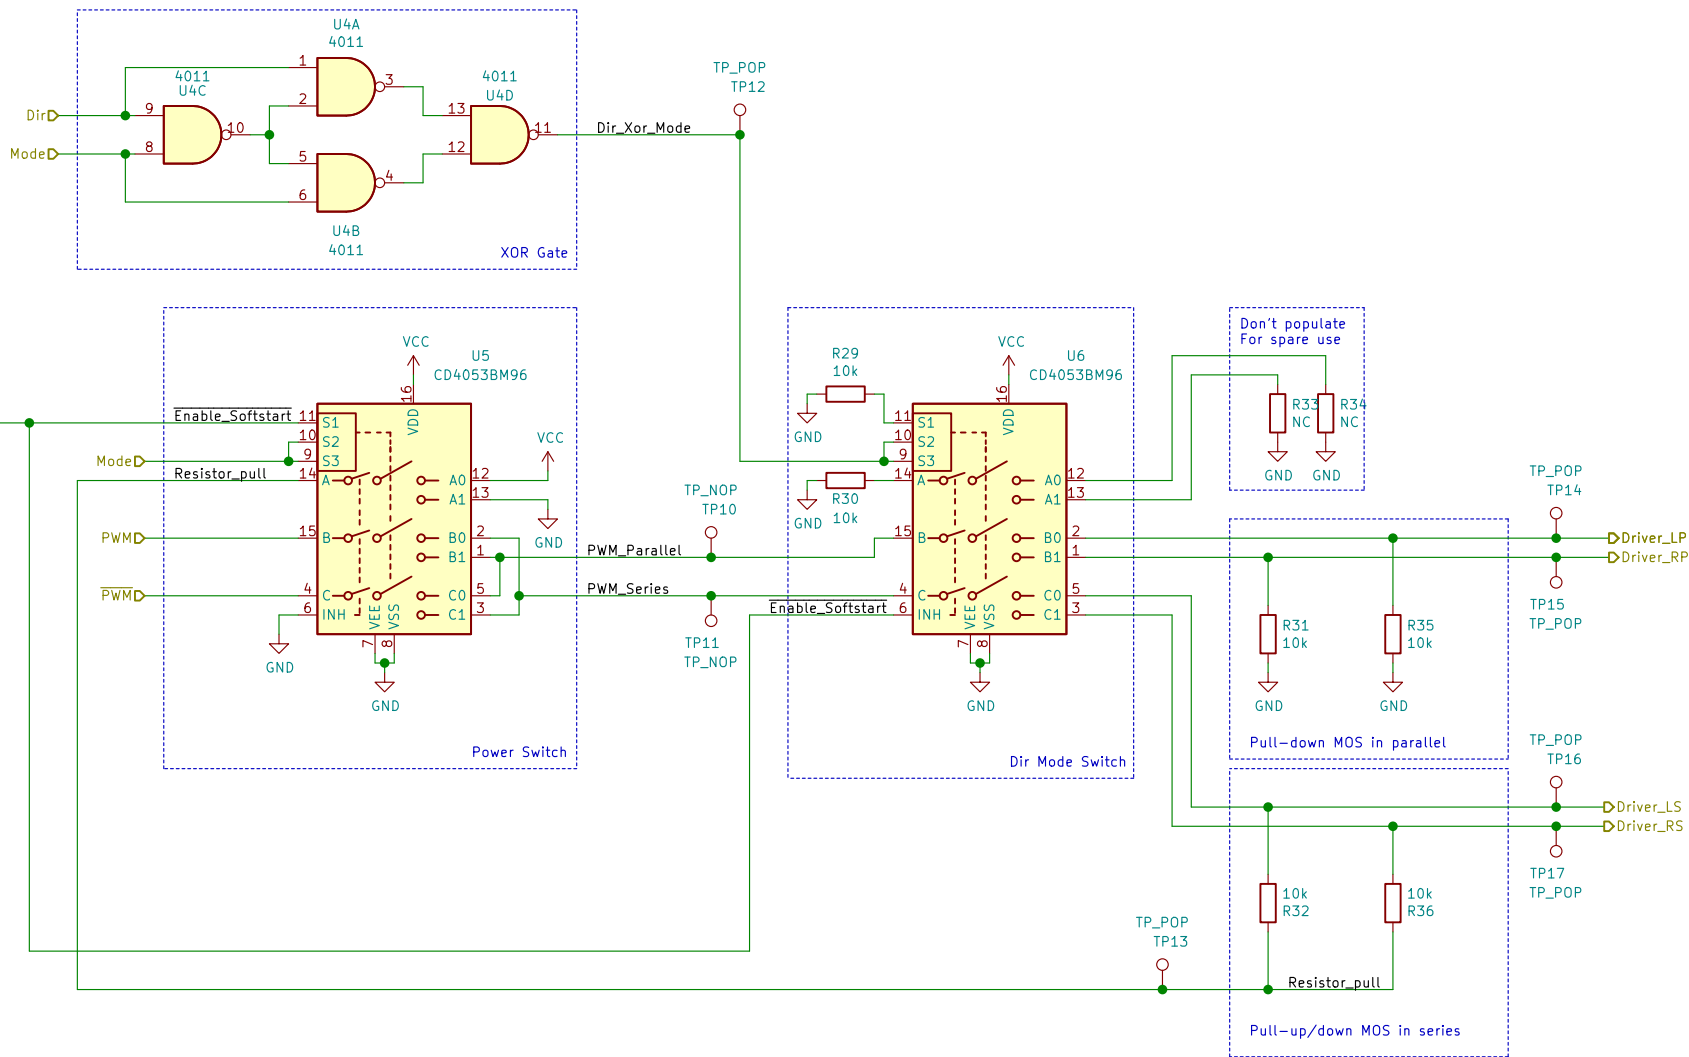 U4A
4011
1
2
3
4011
U4C
Dir
9
10
Mode
8
4011
U4D
13
12
11
Dir_Xor_Mode
TP_POP
TP12
5
6
4
U4B
4011
XOR Gate
VCC
U5
CD4053BM96
16
VDD
Enable_Softstart
11
S1
10
S2
Mode
9
S3
Resistor_pull
14
A
A0
12
VCC
A1
13
GND
PWM
15
B
B0
2
B1
1
PWM
4
C
C0
5
6
INH
C1
3
VEE
VSS
7
8
GND
GND
Power Switch
TP_NOP
TP10
PWM_Parallel
PWM_Series
TP11
TP_NOP
Enable_Softstart
R29
10k
GND
R30
10k
GND
VCC
U6
CD4053BM96
16
VDD
11
S1
10
S2
9
S3
14
A
A0
12
A1
13
15
B
B0
2
B1
1
4
C
C0
5
6
INH
C1
3
VEE
VSS
7
8
GND
Dir Mode Switch
Don't populate
For spare use
R33
NC
R34
NC
GND
GND
TP_POP
TP14
Driver_LP
Driver_RP
TP15
TP_POP
R31
10k
R35
10k
GND
GND
Pull-down MOS in parallel
TP_POP
TP16
Driver_LS
Driver_RS
TP17
TP_POP
10k
R32
10k
R36
TP_POP
TP13
Resistor_pull
Pull-up/down MOS in series